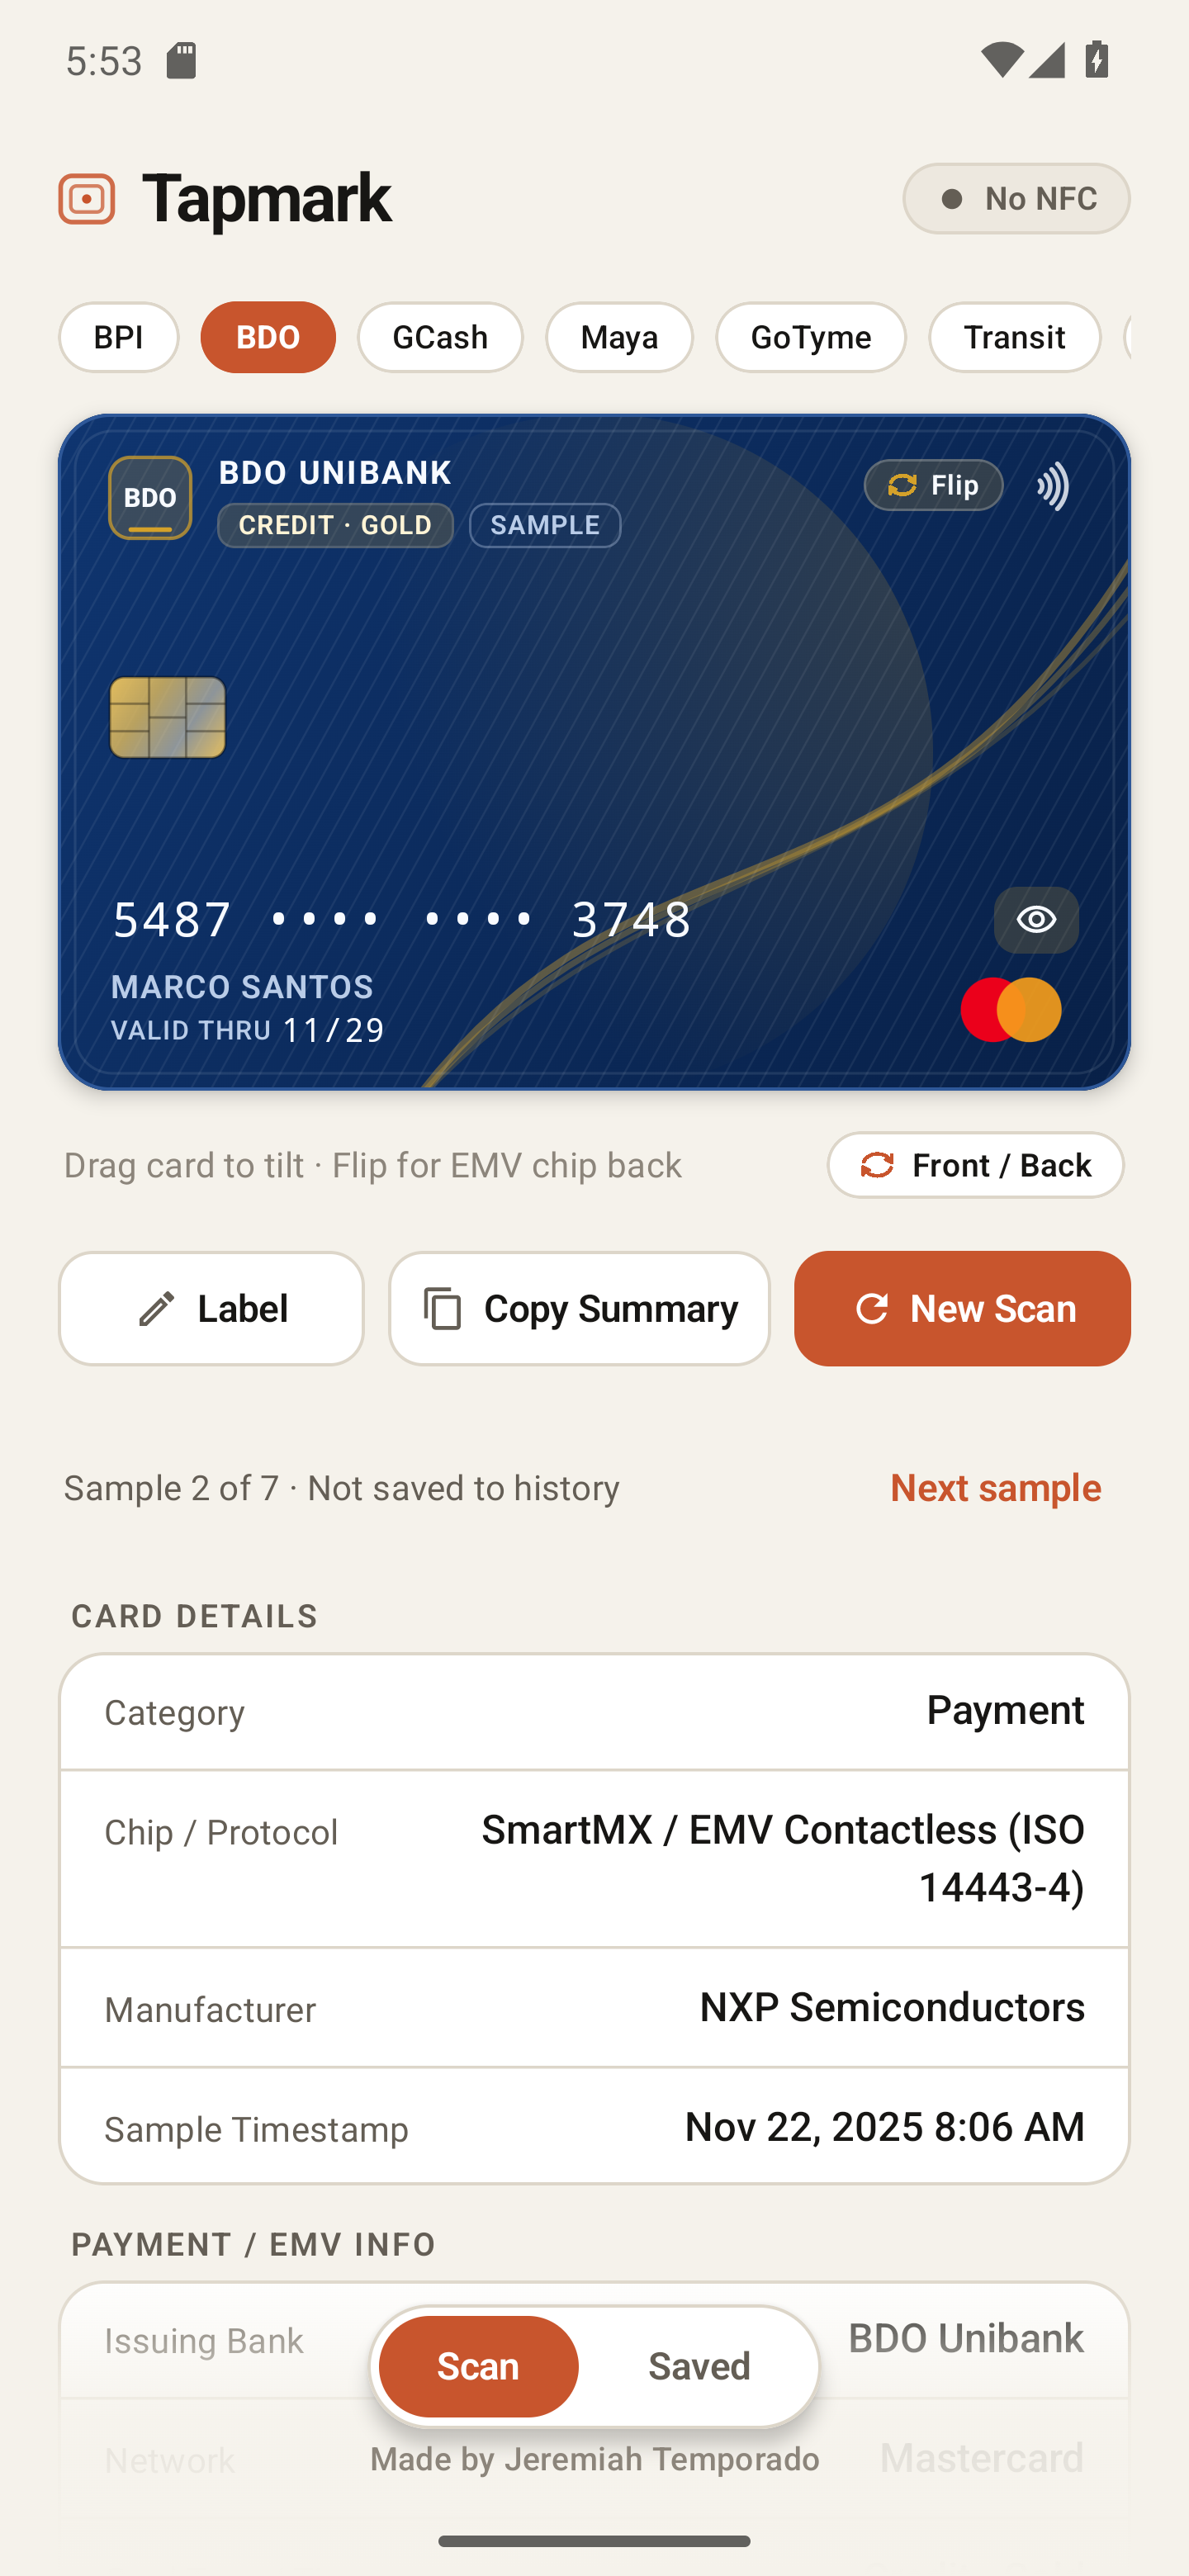 5:53
Tapmark
No NFC
BPI
BDO
GCash
Maya
GoTyme
Transit
BDO
BDO UNIBANK
CREDIT · GOLD
SAMPLE
Flip
5487 •••• •••• 3748
MARCO SANTOS
VALID THRU 11/29
Drag card to tilt · Flip for EMV chip back
Front / Back
Label
Copy Summary
New Scan
Sample 2 of 7 · Not saved to history
Next sample
CARD DETAILS
Category
Payment
Chip / Protocol
SmartMX / EMV Contactless (ISO
14443-4)
Manufacturer
NXP Semiconductors
Sample Timestamp
Nov 22, 2025 8:06 AM
PAYMENT / EMV INFO
Issuing Bank
BDO Unibank
Scan
Saved
Network
Mastercard
Made by Jeremiah Temporado